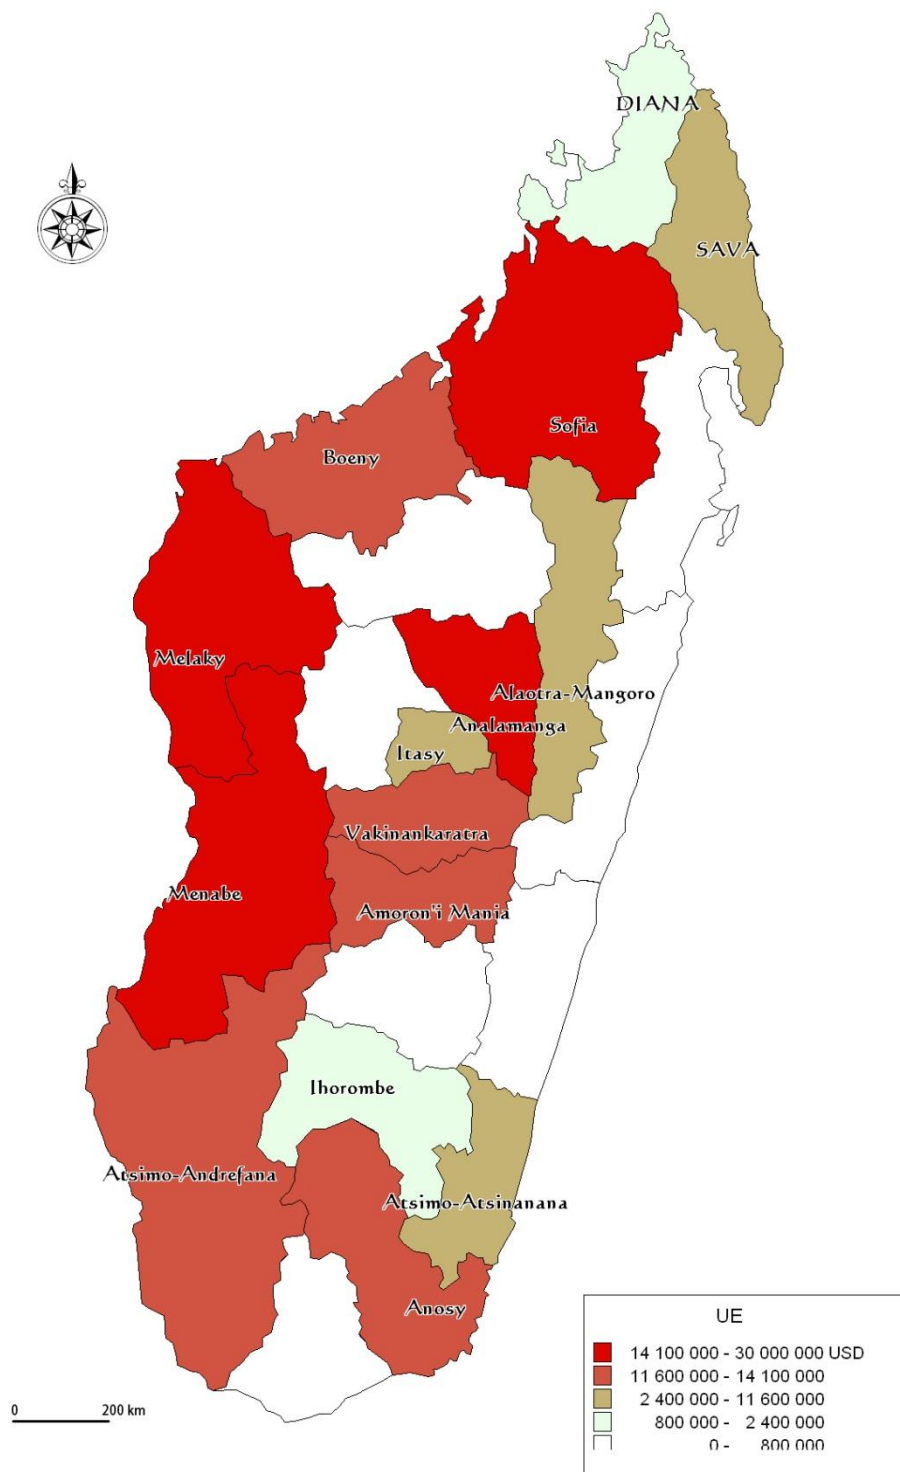 DIANA
SAVA
Sofia
Boeny
Melaky
Alaotra-Mangoro
Analamanga
Itasy
Vakinankaratra
Menabe
Amoron'i Mania
Ihorombe
Atsimo-Andrefana
Atsimo-Atsinanana
Anosy
UE
14 100 000 - 30 000 000 USD
11 600 000 - 14 100 000
2 400 000 - 11 600 000
800 000 - 2 400 000
0 - 800 000
0 200 km